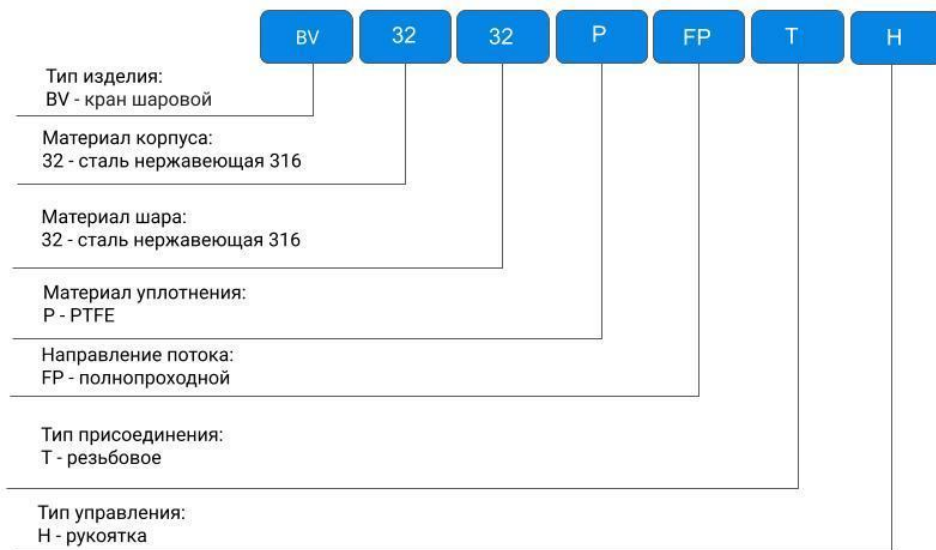 BV 32 32 P FP T H
Тип изделия:
BV - кран шаровой
Материал корпуса:
32 - сталь нержавеющая 316
Материал шара:
32 - сталь нержавеющая 316
Материал уплотнения:
P - PTFE
Направление потока:
FP - полнопроходной
Тип присоединения:
T - резьбовое
Тип управления:
H - рукоятка